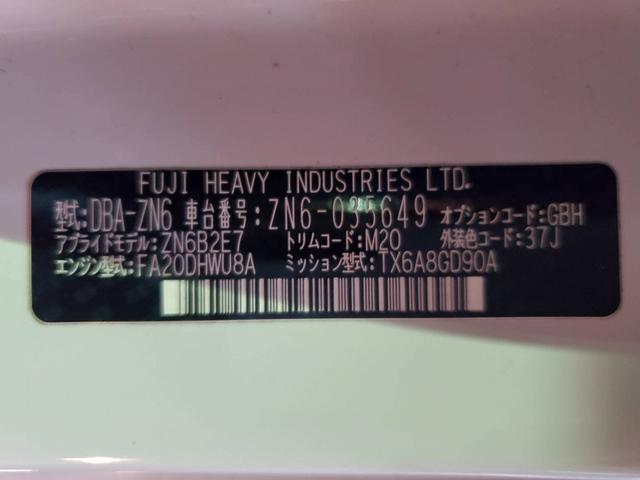 FUJI HEAVY INDUSTRIES LTD.
型式:DBA-ZN6 車台番号:ZN6-035649 オプションコード:GBH
アプライドモデル:ZN6B2E7 トリムコード:M20 外装色コード:37J
エンジン型式:FA20DHWU8A ミッション型式:TX6A8GD90A